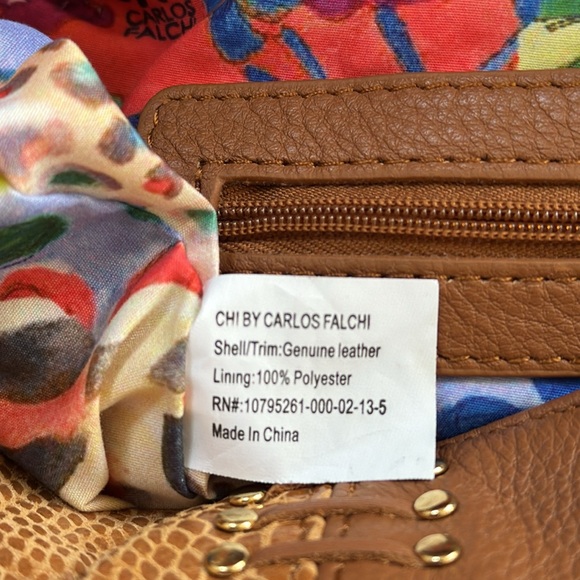 CARLOS
FALCHI
CHI BY CARLOS FALCHI
Shell/Trim:Genuine leather
Lining:100% Polyester
RN#:10795261-000-02-13-5
Made In China